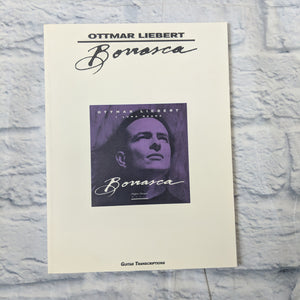 OTTMAR LIEBERT
Borrasca
OTTMAR LIEBERT
+ LUNA NEGRA
Borrasca
GUITAR TRANSCRIPTIONS